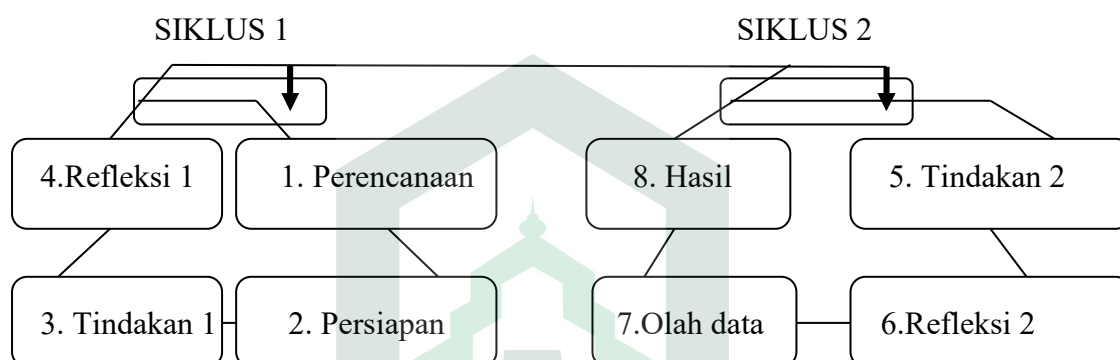 SIKLUS 1
SIKLUS 2
4.Refleksi 1
1. Perencanaan
8. Hasil
5. Tindakan 2
3. Tindakan 1
2. Persiapan
7.Olah data
6.Refleksi 2